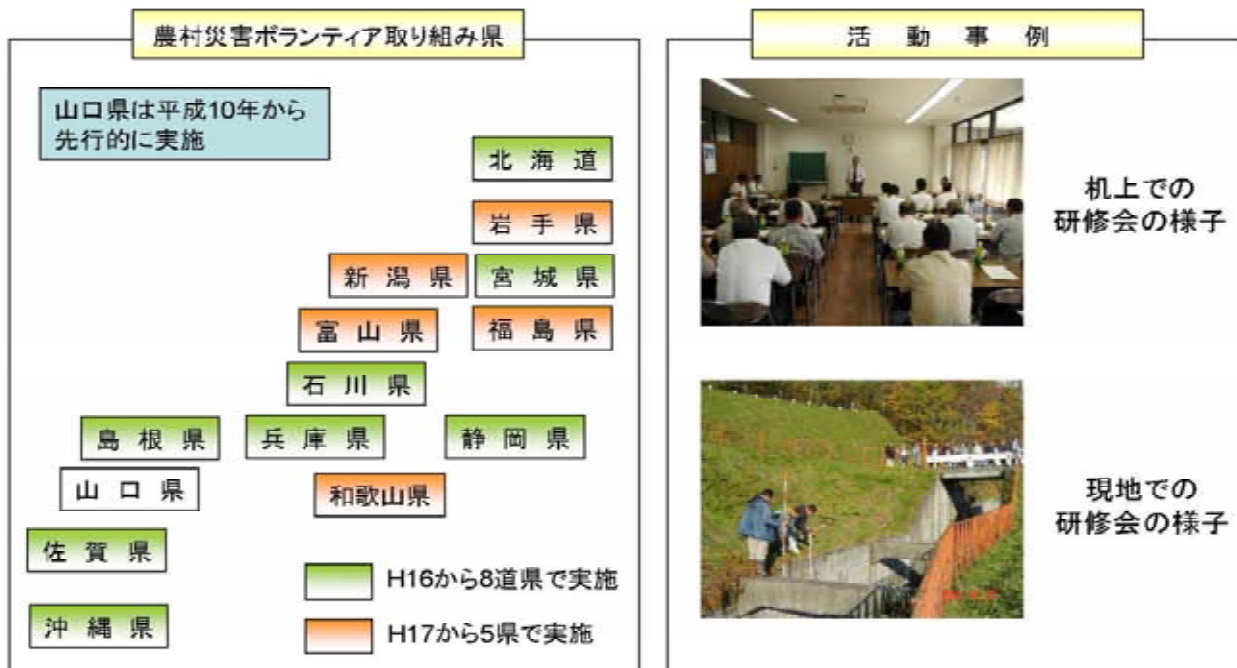 農村災害ボランティア取り組み県
山口県は平成10年から
先行的に実施
北海道
岩手県
新潟県
宮城県
富山県
福島県
石川県
島根県
兵庫県
静岡県
山口県
和歌山県
佐賀県
沖縄県
H16から8道県で実施
H17から5県で実施
活動事例
机上での
研修会の様子
現地での
研修会の様子